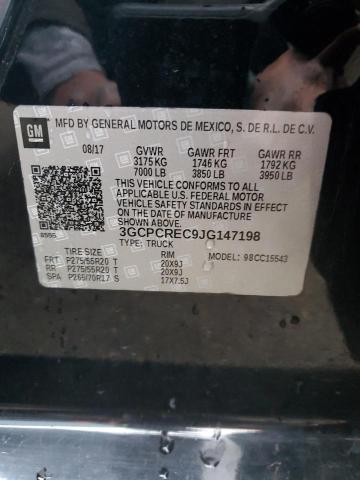 GM
MFD BY GENERAL MOTORS DE MEXICO, S. DE R.L. DE C.V.
08/17 GVWR GAWR FRT GAWR RR
3175 KG 1746 KG 1792 KG
7000 LB 3850 LB 3950 LB
THIS VEHICLE CONFORMS TO ALL
APPLICABLE U.S. FEDERAL MOTOR
VEHICLE SAFETY STANDARDS IN
EFFECT ON THE DATE OF MANUFACTURE
SHOWN ABOVE.
3GCPCREC9JG147198
TYPE: TRUCK
TIRE SIZE RIM MODEL: 98CC15543
FRT P275/55R20 T 20X9J
RR P275/55R20 T 20X9J
SPA P265/70R17 S 17X7.5J